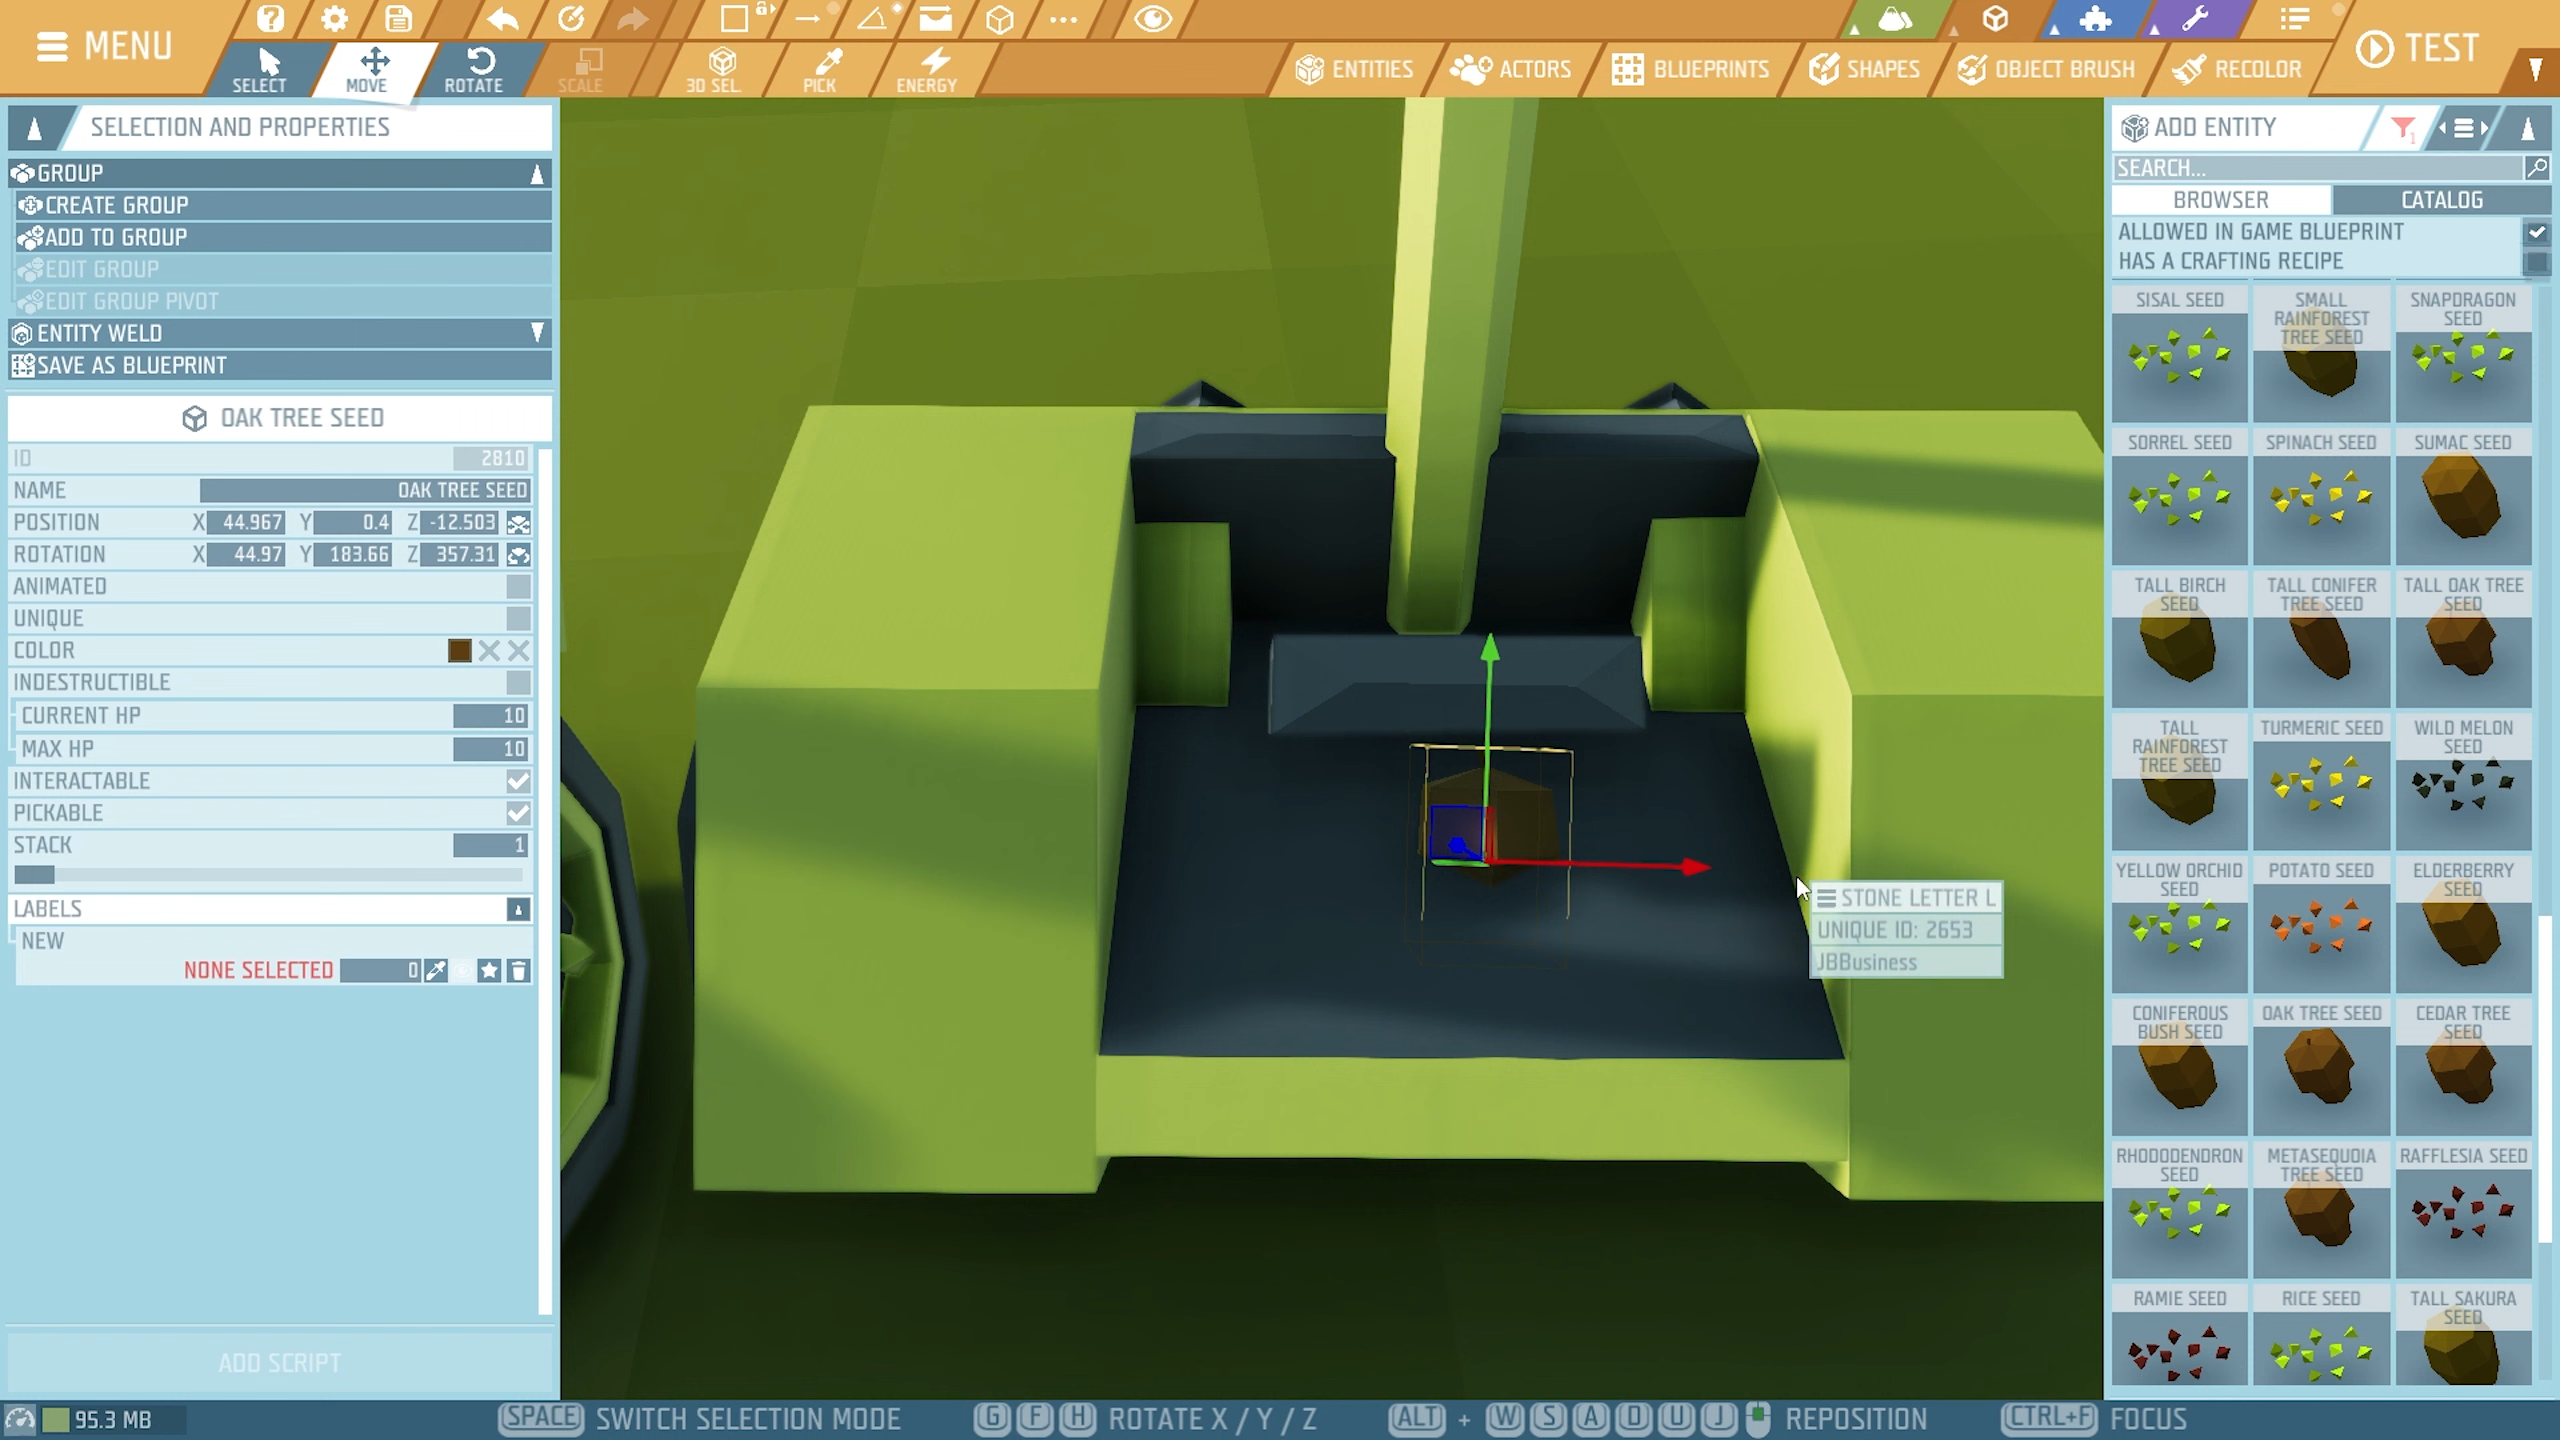 MENU
SELECT
MOVE
ROTATE
SCALE
3D SEL.
PICK
ENERGY
ENTITIES
ACTORS
BLUEPRINTS
SHAPES
OBJECT BRUSH
RECOLOR
TEST
SELECTION AND PROPERTIES
GROUP
CREATE GROUP
ADD TO GROUP
EDIT GROUP
EDIT GROUP PIVOT
ENTITY WELD
SAVE AS BLUEPRINT
OAK TREE SEED
ID 2810
NAME OAK TREE SEED
POSITION X 44.967 Y 0.4 Z -12.503
ROTATION X 44.97 Y 183.66 Z 357.31
ANIMATED
UNIQUE
COLOR
INDESTRUCTIBLE
CURRENT HP 10
MAX HP 10
INTERACTABLE
PICKABLE
STACK 1
LABELS
NEW
NONE SELECTED 0
ADD SCRIPT
STONE LETTER L
UNIQUE ID: 2653
JBBusiness
ADD ENTITY
1
SEARCH...
BROWSER
CATALOG
ALLOWED IN GAME BLUEPRINT
HAS A CRAFTING RECIPE
SISAL SEED
SMALL
RAINFOREST
TREE SEED
SNAPDRAGON
SEED
SORREL SEED
SPINACH SEED
SUMAC SEED
TALL BIRCH
SEED
TALL CONIFER
TREE SEED
TALL OAK TREE
SEED
TALL
RAINFOREST
TREE SEED
TURMERIC SEED
WILD MELON
SEED
YELLOW ORCHID
SEED
POTATO SEED
ELDERBERRY
SEED
CONIFEROUS
BUSH SEED
OAK TREE SEED
CEDAR TREE
SEED
RHODODENDRON
SEED
METASEQUOIA
TREE SEED
RAFFLESIA SEED
RAMIE SEED
RICE SEED
TALL SAKURA
SEED
95.3 MB
SPACE SWITCH SELECTION MODE
G F H ROTATE X / Y / Z
ALT + W S A D U J REPOSITION
CTRL+F FOCUS